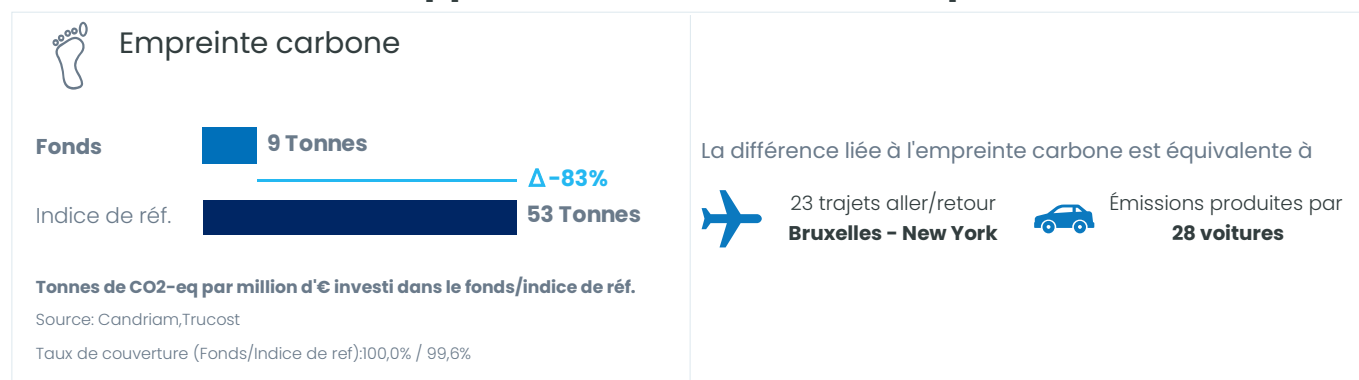 Empreinte carbone
Fonds
9 Tonnes
Δ-83%
Indice de réf.
53 Tonnes
Tonnes de CO2-eq par million d'€ investi dans le fonds/indice de réf.
Source: Candriam,Trucost
Taux de couverture (Fonds/Indice de ref):100,0% / 99,6%
La différence liée à l'empreinte carbone est équivalente à
23 trajets aller/retour
Bruxelles - New York
Émissions produites par
28 voitures